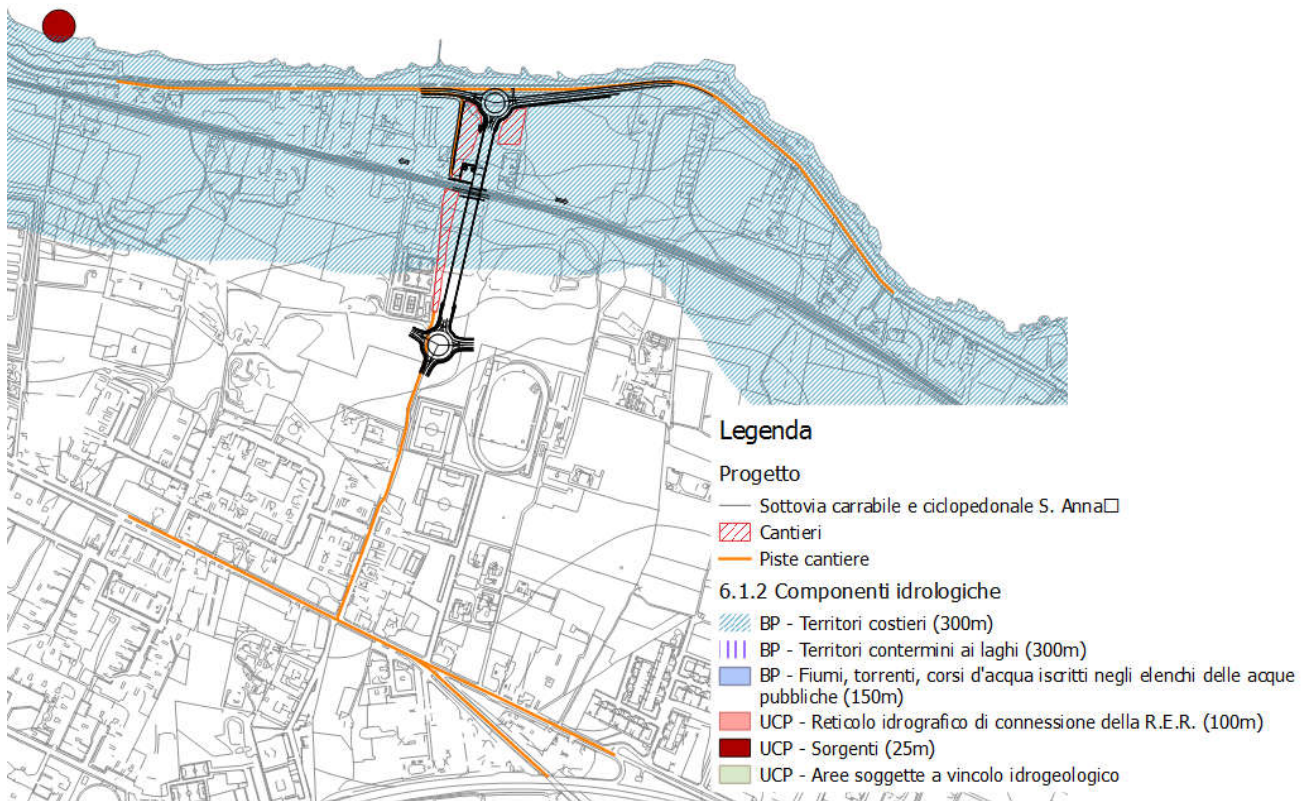 Legenda
Progetto
Sottovia carrabile e ciclopedonale S. Anna□
Cantieri
Piste cantiere
6.1.2 Componenti idrologiche
BP - Territori costieri (300m)
BP - Territori contermini ai laghi (300m)
BP - Fiumi, torrenti, corsi d'acqua iscritti negli elenchi delle acque
pubbliche (150m)
UCP - Reticolo idrografico di connessione della R.E.R. (100m)
UCP - Sorgenti (25m)
UCP - Aree soggette a vincolo idrogeologico